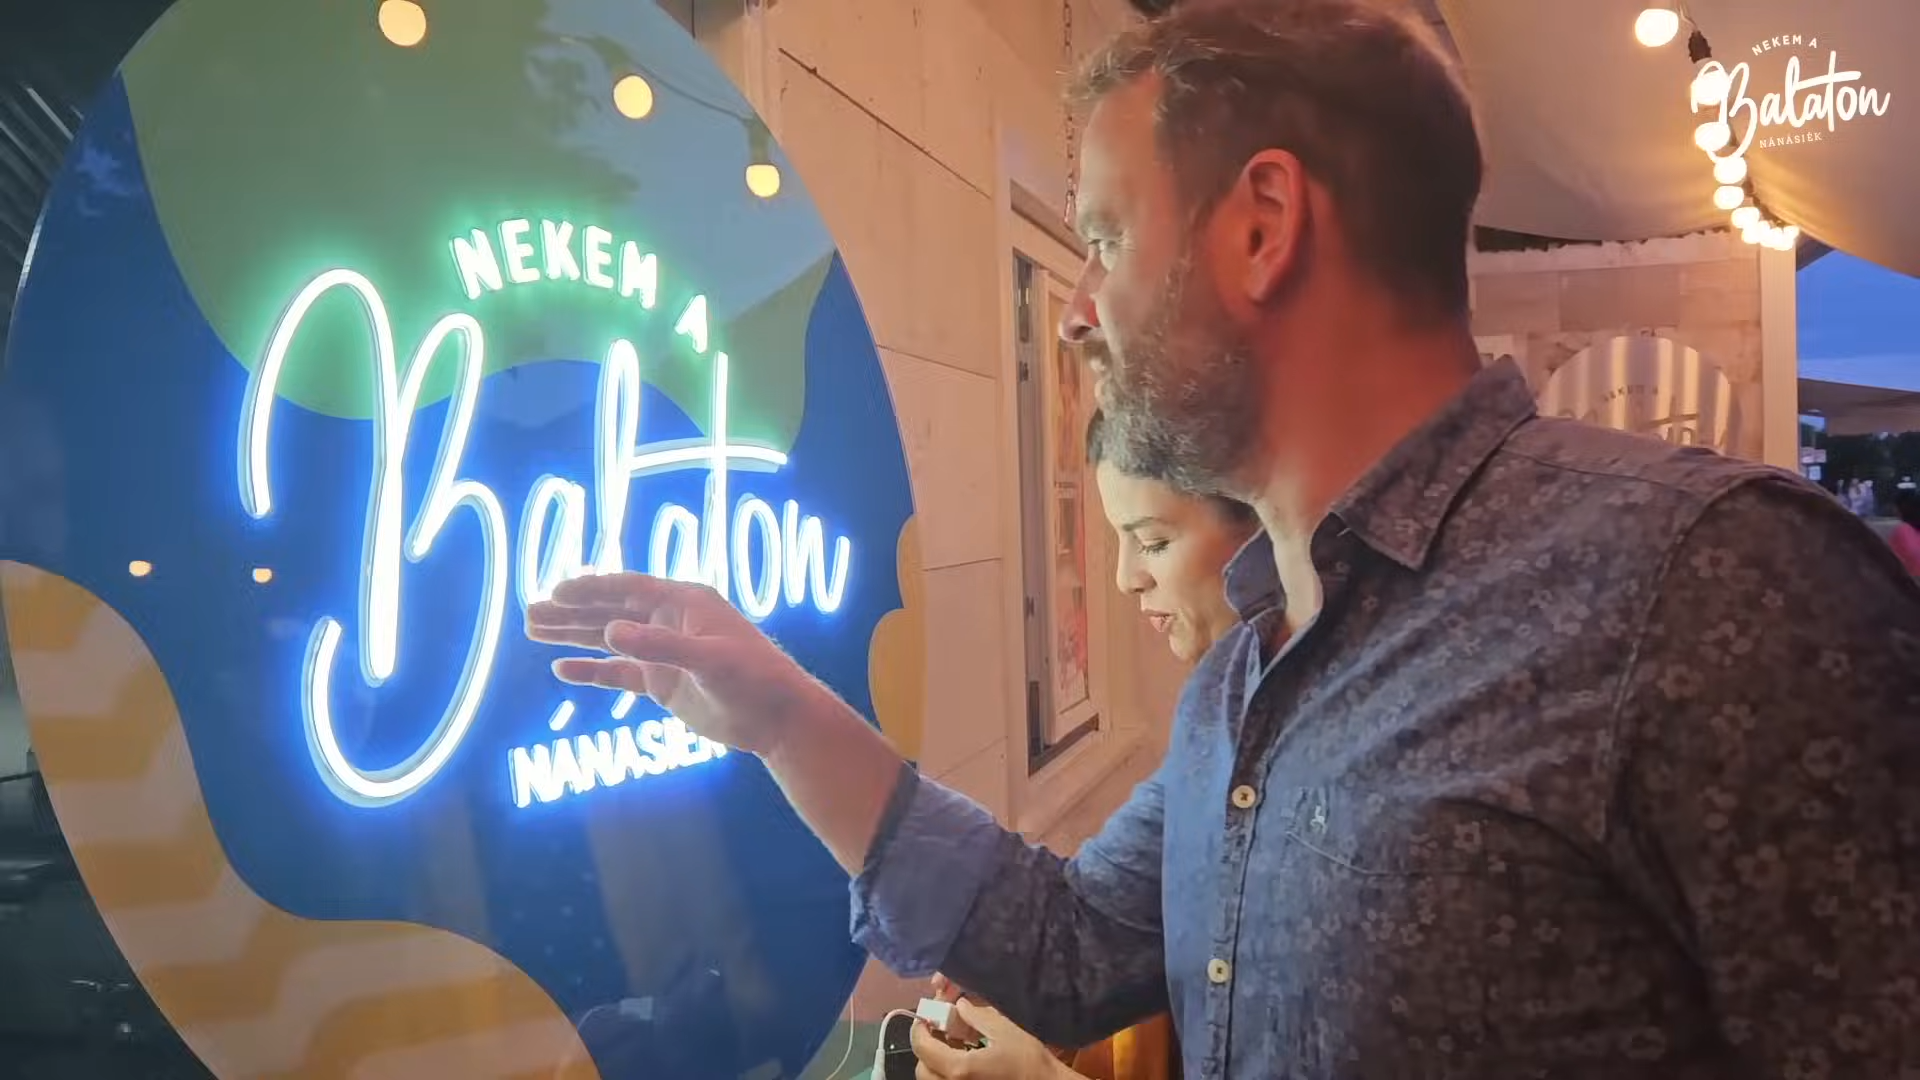 NEKEM A
Balaton
NÁNÁSIÉK
NEKEM A
Balaton
NÁNÁSIÉK